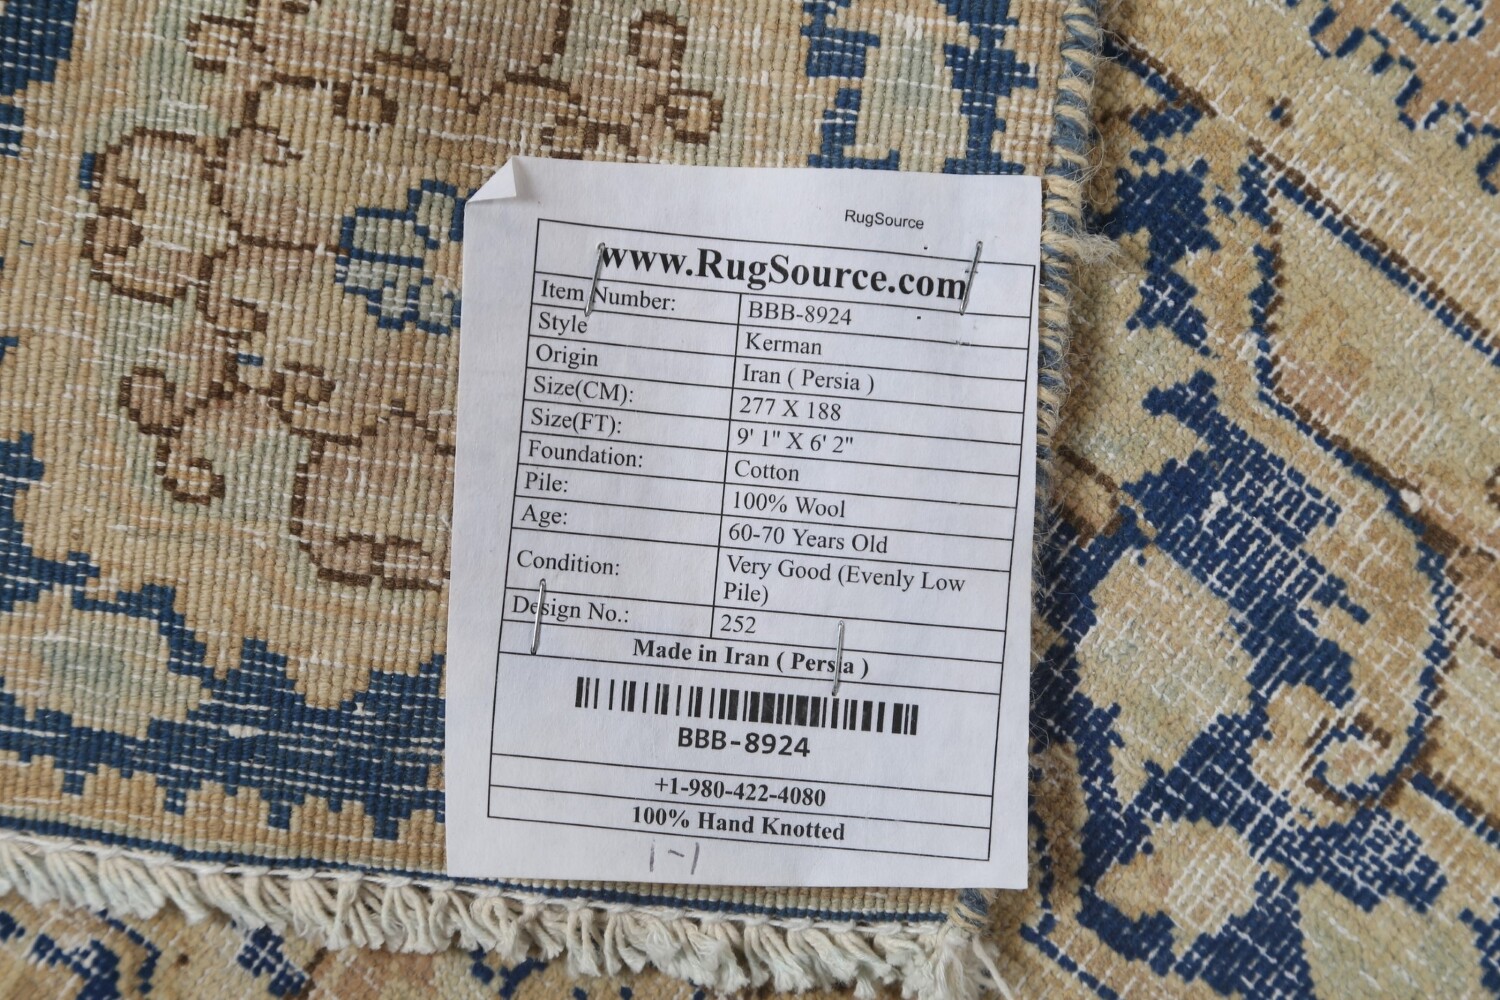 RugSource
www.RugSource.com
Item Number: BBB-8924
Style Kerman
Origin Iran ( Persia )
Size(CM): 277 X 188
Size(FT): 9' 1" X 6' 2"
Foundation: Cotton
Pile: 100% Wool
Age: 60-70 Years Old
Condition: Very Good (Evenly Low
Pile)
Design No.: 252
Made in Iran ( Persia )
BBB-8924
+1-980-422-4080
100% Hand Knotted
1-1